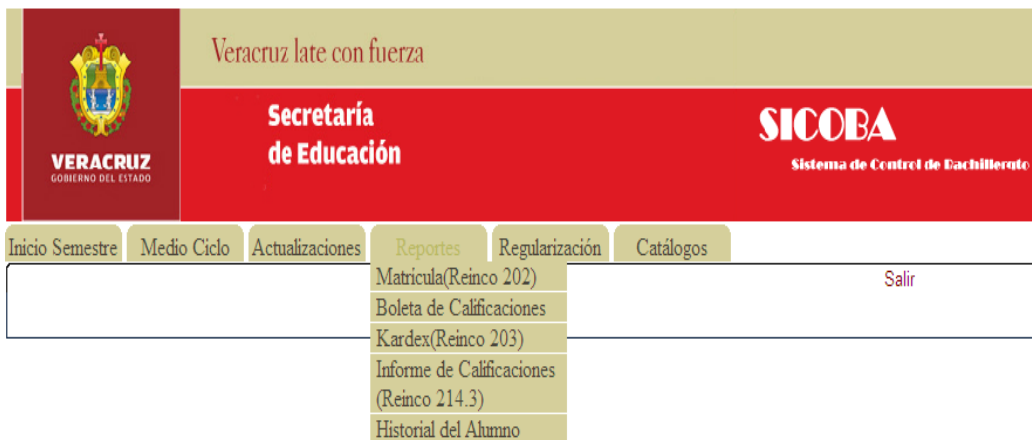 Veracruz late con fuerza
Secretaría
de Educación
SICOBA
Sistema de Control de Bachillerato
VERACRUZ
GOBIERNO DEL ESTADO
Inicio Semestre
Medio Ciclo
Actualizaciones
Reportes
Regularización
Catálogos
Matrícula(Reinco 202)
Boleta de Calificaciones
Kardex(Reinco 203)
Informe de Calificaciones
(Reinco 214.3)
Historial del Alumno
Salir